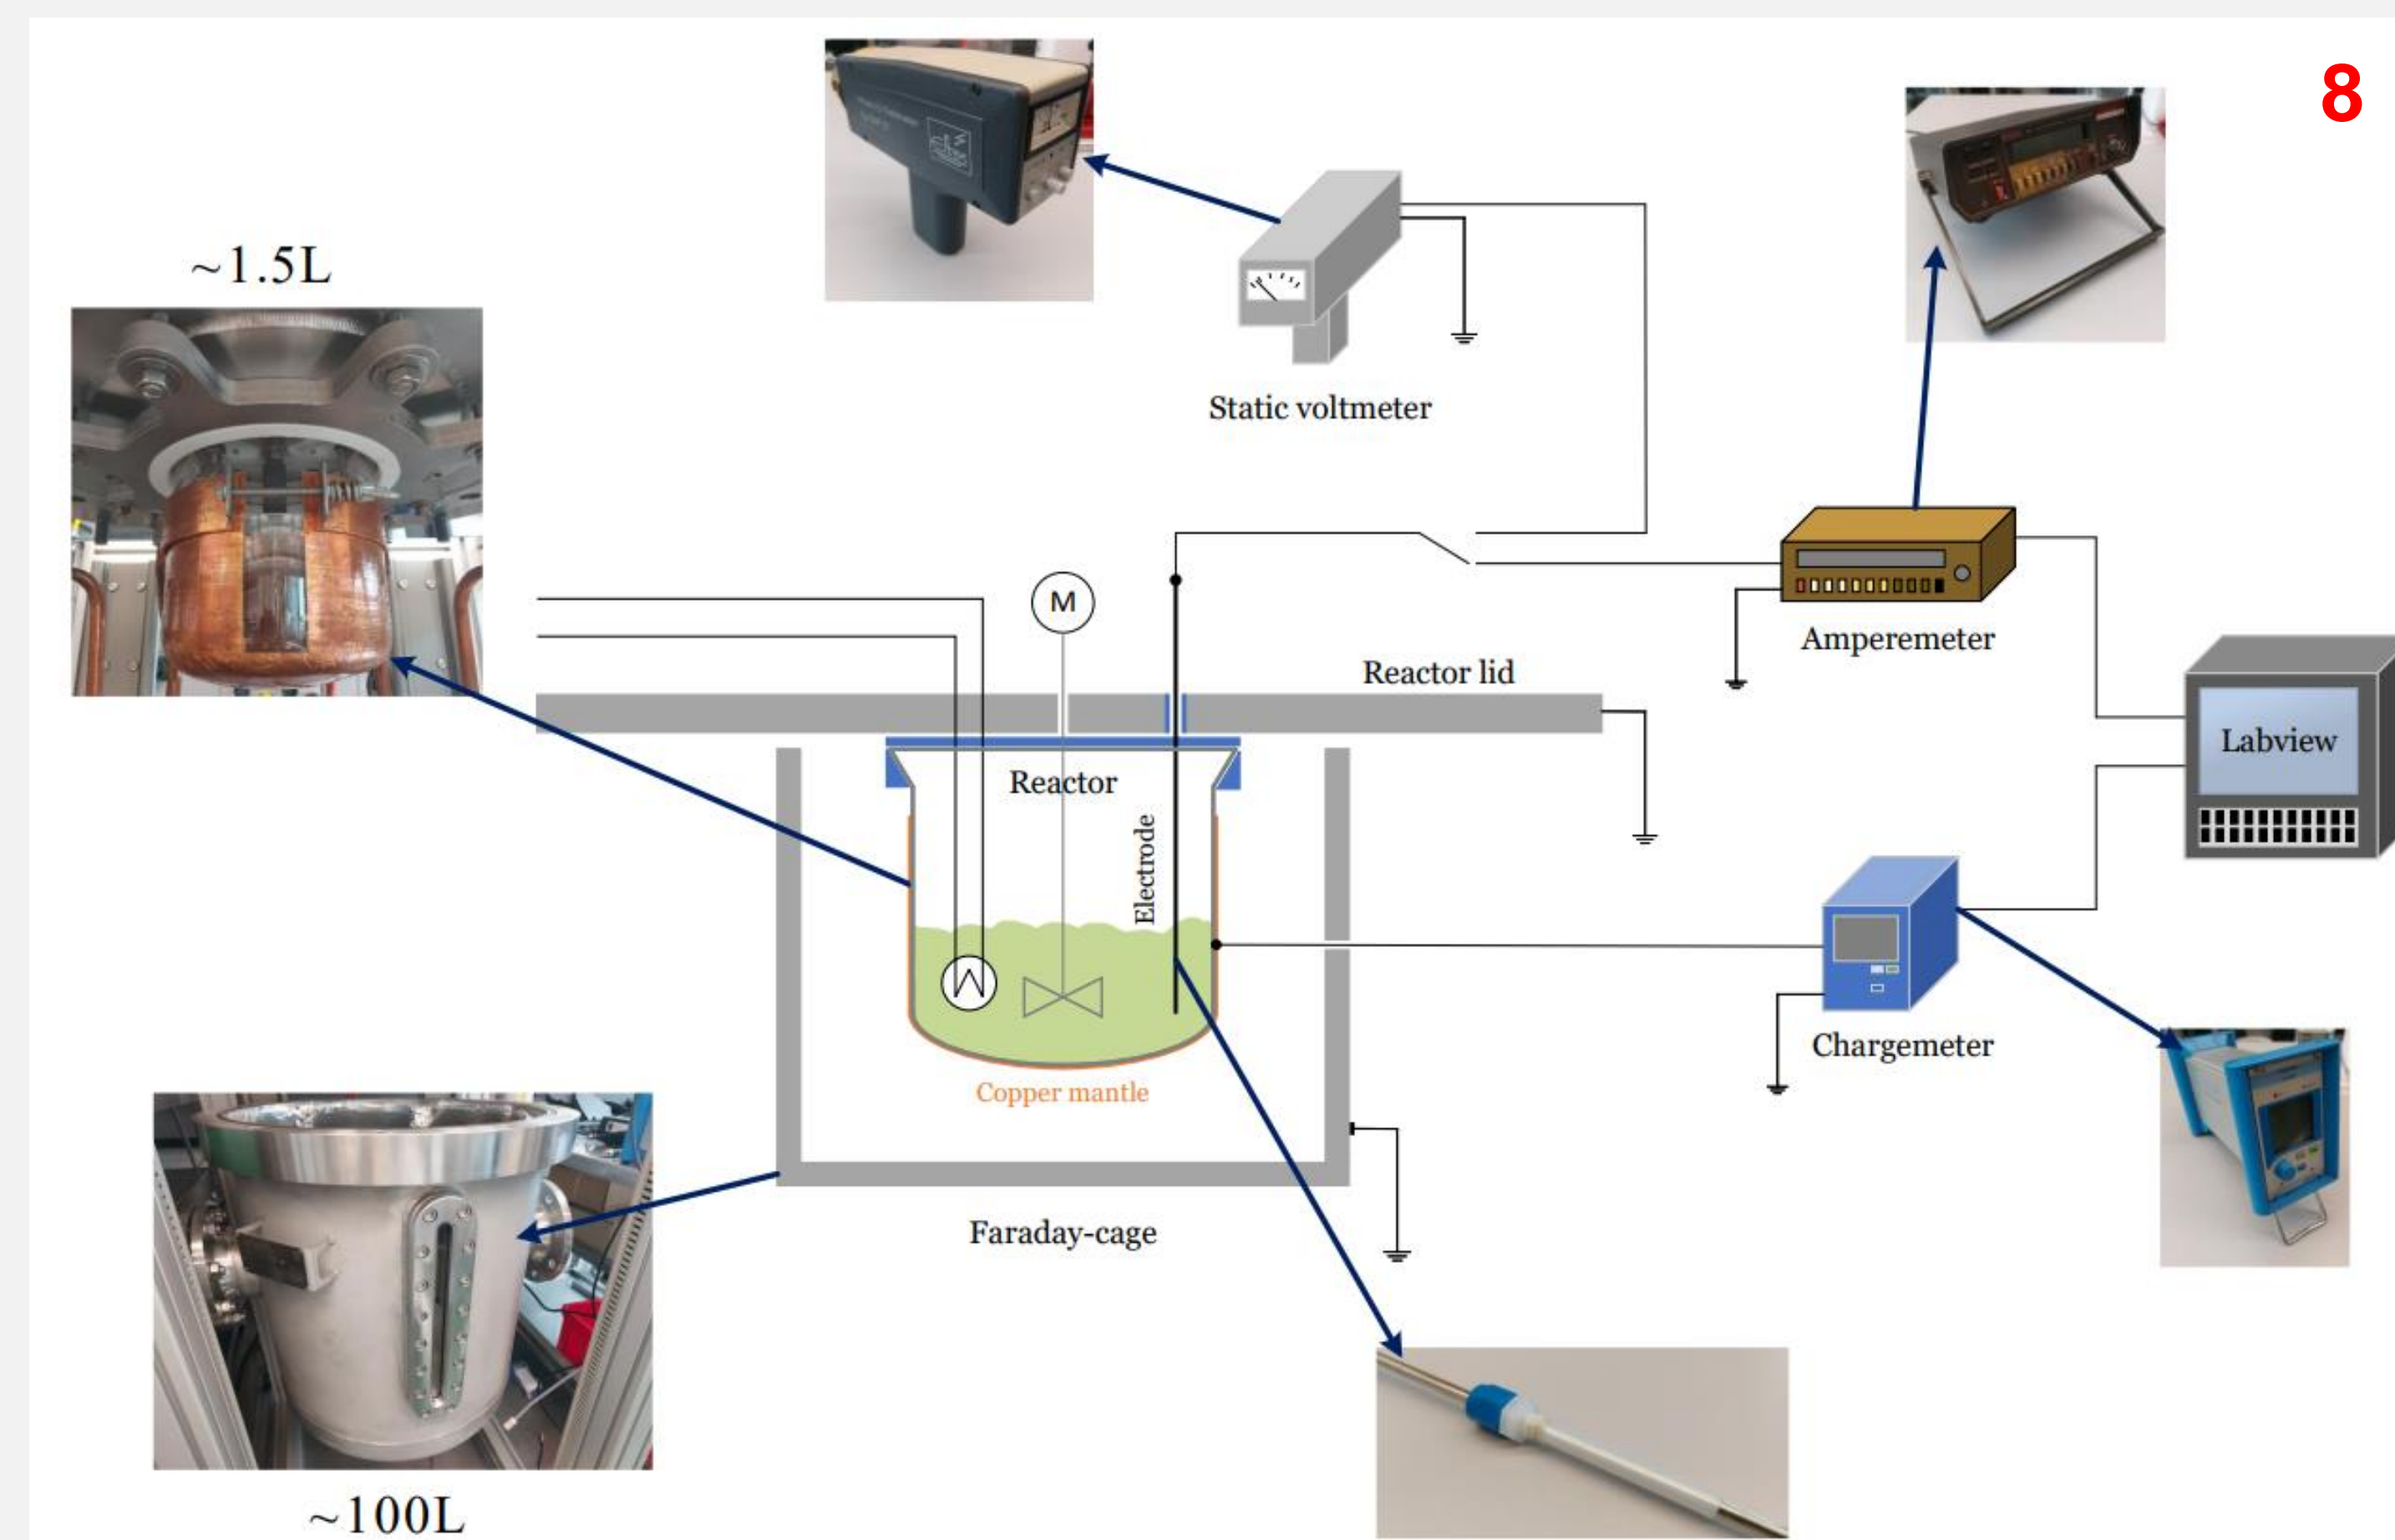 8
~1.5L
Static voltmeter
M
Amperemeter
Reactor lid
Labview
Reactor
Electrode
Chargemeter
Copper mantle
Faraday-cage
~100L